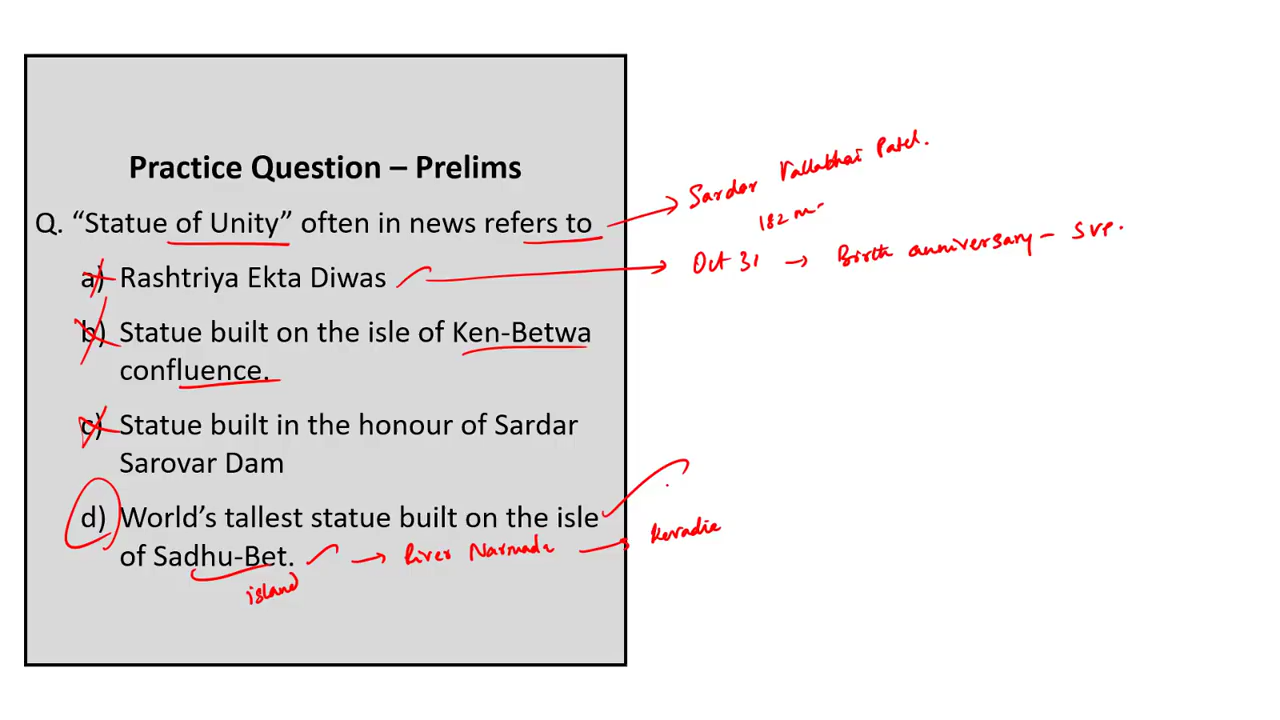 Practice Question – Prelims
Q. “Statue of Unity” often in news refers to
a) Rashtriya Ekta Diwas
b) Statue built on the isle of Ken-Betwa
confluence.
c) Statue built in the honour of Sardar
Sarovar Dam
d) World’s tallest statue built on the isle
of Sadhu-Bet.
island
→ River Narmada → Kevadia
→ Sardar Vallabhai Patel.
182 m
→ Oct 31 → Birth anniversary – SVP.